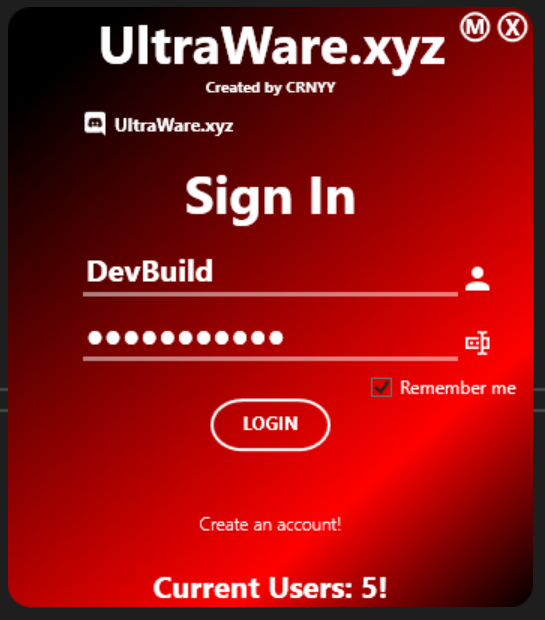 UltraWare.xyz
M X
Created by CRNYY
UltraWare.xyz
Sign In
DevBuild
●●●●●●●●●●●
Remember me
LOGIN
Create an account!
Current Users: 5!